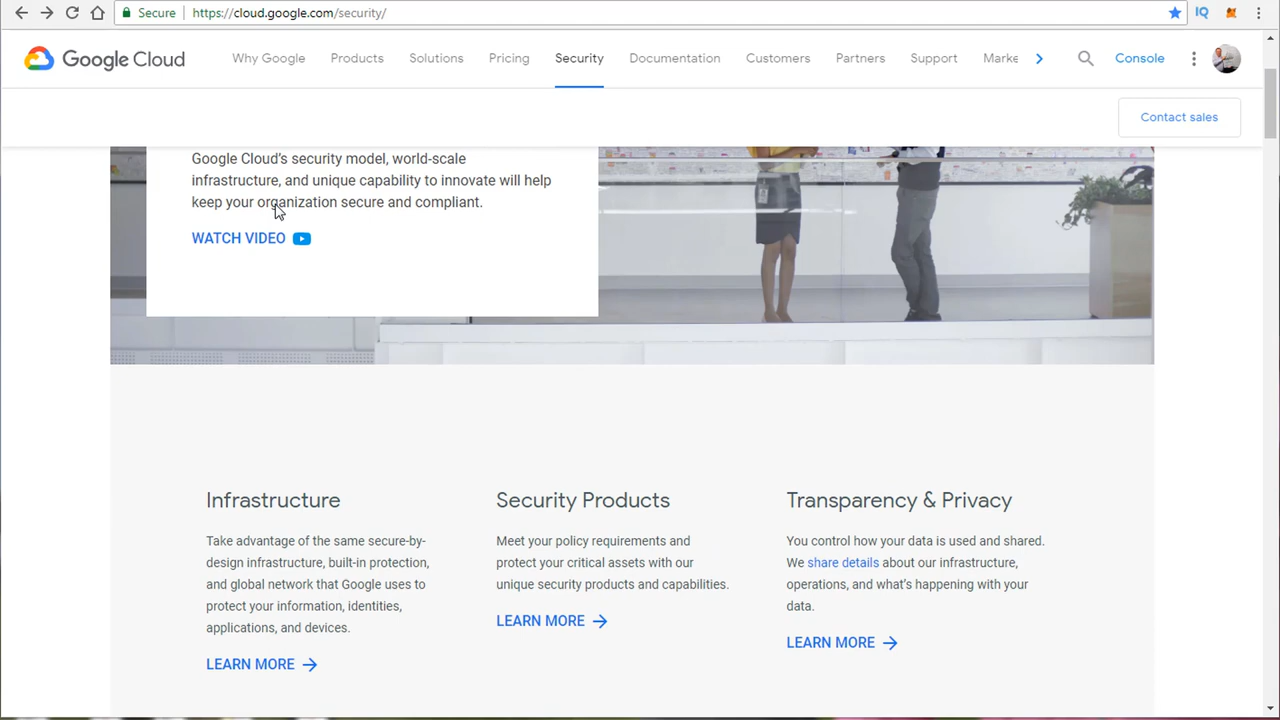 Secure https://cloud.google.com/security/
Google Cloud Why Google Products Solutions Pricing Security Documentation Customers Partners Support Marke Console
Contact sales
Google Cloud's security model, world-scale
infrastructure, and unique capability to innovate will help
keep your organization secure and compliant.
WATCH VIDEO
Infrastructure
Take advantage of the same secure-by-
design infrastructure, built-in protection,
and global network that Google uses to
protect your information, identities,
applications, and devices.
LEARN MORE
Security Products
Meet your policy requirements and
protect your critical assets with our
unique security products and capabilities.
LEARN MORE
Transparency & Privacy
You control how your data is used and shared.
We share details about our infrastructure,
operations, and what's happening with your
data.
LEARN MORE